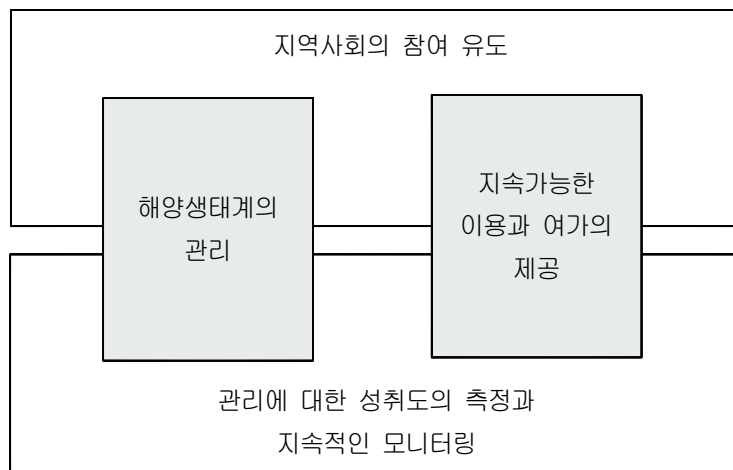 지역사회의 참여 유도
해양생태계의
관리
지속가능한
이용과 여가의
제공
관리에 대한 성취도의 측정과
지속적인 모니터링